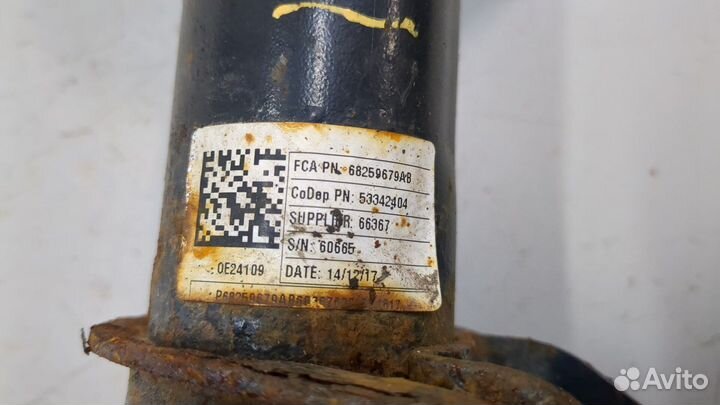 FCA PN: 68259679AB
CoDep PN: 53342404
SUPPLIER: 66367
S/N: 60665
0E24109
DATE: 14/12/17
Avito